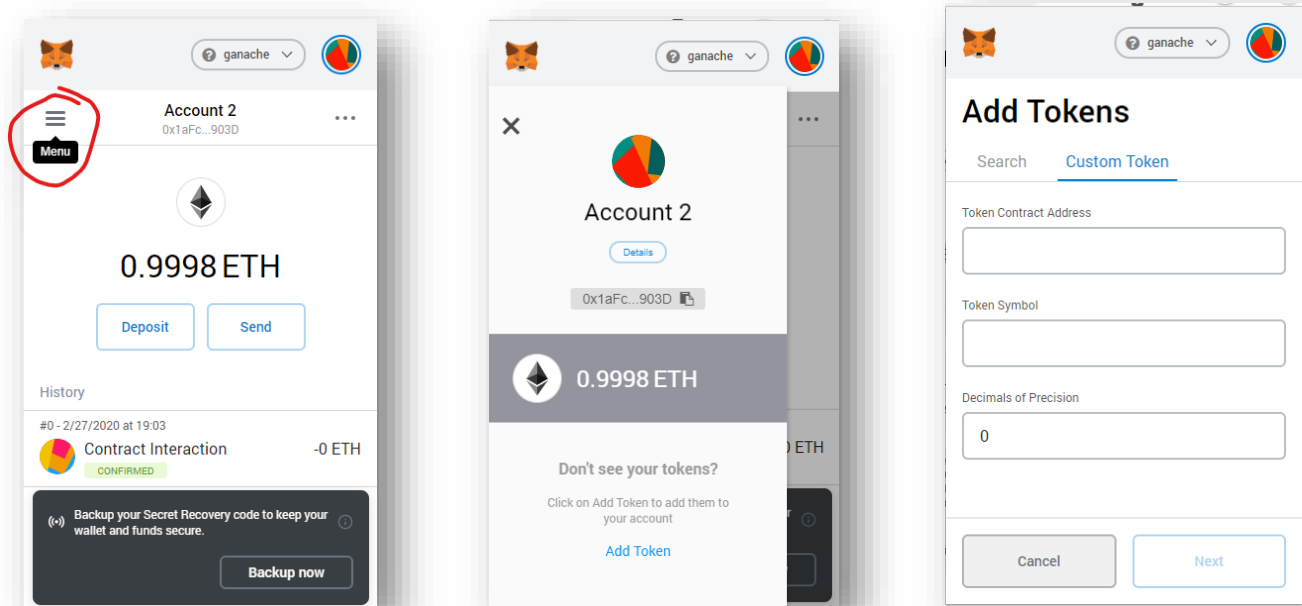 ganache
Account 2
0x1aFc...903D
Menu
0.9998 ETH
Deposit
Send
History
#0 - 2/27/2020 at 19:03
Contract Interaction
-0 ETH
CONFIRMED
Backup your Secret Recovery code to keep your
wallet and funds secure.
Backup now
ganache
Account 2
Details
0x1aFc...903D
0.9998 ETH
Don't see your tokens?
Click on Add Token to add them to
your account
Add Token
0 ETH
r
ganache
Add Tokens
Search
Custom Token
Token Contract Address
Token Symbol
Decimals of Precision
0
Cancel
Next